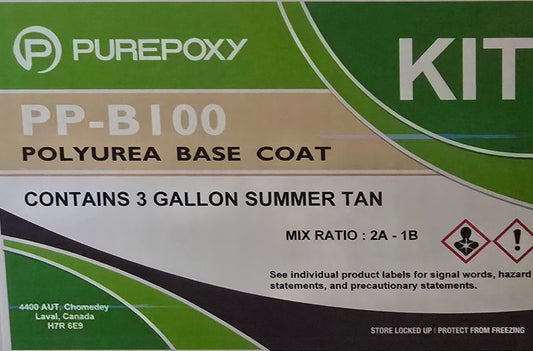 PUREPOXY
KIT
PP-B100
POLYUREA BASE COAT
CONTAINS 3 GALLON SUMMER TAN
MIX RATIO : 2A - 1B
See individual product labels for signal words, hazard
statements, and precautionary statements.
4400 AUT. Chomedey
Laval, Canada
H7R 6E9
STORE LOCKED UP | PROTECT FROM FREEZING